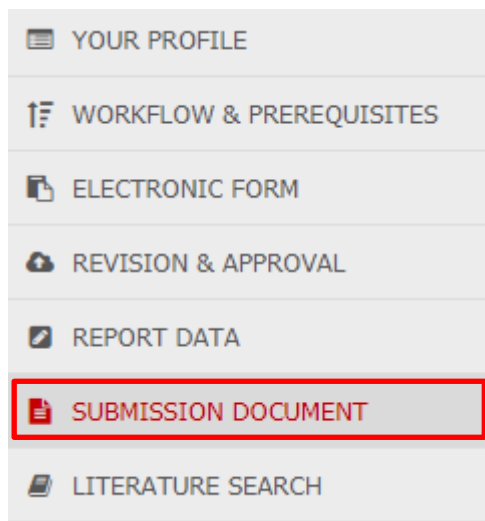 YOUR PROFILE
WORKFLOW & PREREQUISITES
ELECTRONIC FORM
REVISION & APPROVAL
REPORT DATA
SUBMISSION DOCUMENT
LITERATURE SEARCH